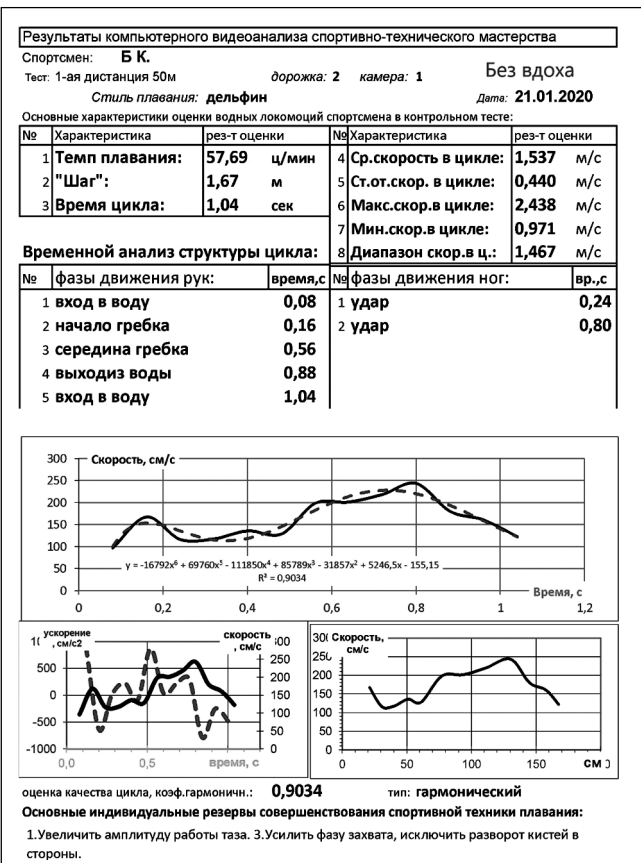 Результаты компьютерного видеоанализа спортивно-технического мастерства
Спортсмен: Б К.
Тест: 1-ая дистанция 50м дорожка: 2 камера: 1 Без вдоха
Стиль плавания: дельфин Дата: 21.01.2020
Основные характеристики оценки водных локомоций спортсмена в контрольном тесте:
№ Характеристика рез-т оценки № Характеристика рез-т оценки
1 Темп плавания: 57,69 ц/мин 4 Ср.скорость в цикле: 1,537 м/с
2 "Шаг": 1,67 м 5 Ст.от.скор. в цикле: 0,440 м/с
3 Время цикла: 1,04 сек 6 Макс.скор.в цикле: 2,438 м/с
7 Мин.скор.в цикле: 0,971 м/с
Временной анализ структуры цикла: 8 Диапазон скор.в ц.: 1,467 м/с
№ фазы движения рук: время,с № фазы движения ног: вр.,с
1 вход в воду 0,08 1 удар 0,24
2 начало гребка 0,16 2 удар 0,80
3 середина гребка 0,56
4 выходиз воды 0,88
5 вход в воду 1,04
300 Скорость, см/с
250
200
150
100
50 y = -16792x⁶ + 69760x⁵ - 111850x⁴ + 85789x³ - 31857x² + 5246,5x - 155,15
R² = 0,9034
0 Время, с
0 0,2 0,4 0,6 0,8 1 1,2
ускорение , см/с2 скорость , см/с
500
0
-500
-1000
300
250
200
150
100
50
0
0,0 0,5 время, с
Скорость, см/с
300
250
200
150
100
50
0
0 50 100 150 см
оценка качества цикла, коэф.гармоничн.: 0,9034 тип: гармонический
Основные индивидуальные резервы совершенствования спортивной техники плавания:
1.Увеличить амплитуду работы таза. 3.Усилить фазу захвата, исключить разворот кистей в
стороны.